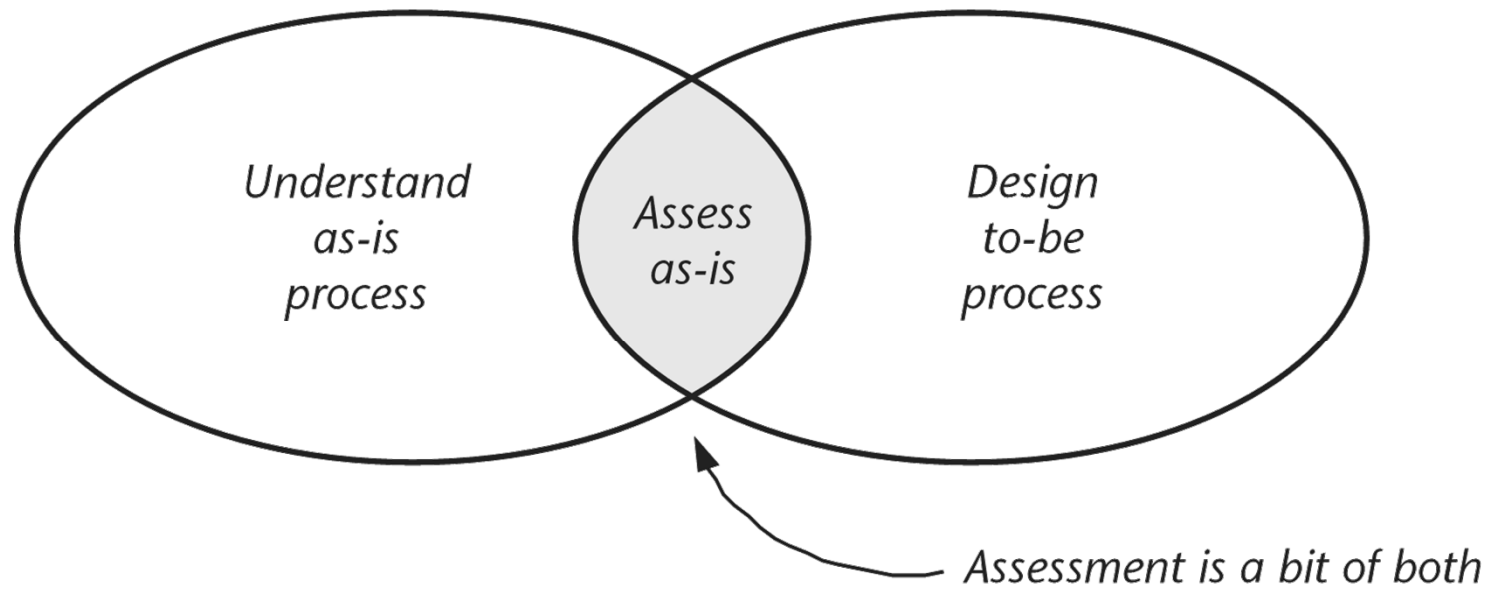 Understand
as-is
process
Assess
as-is
Design
to-be
process
Assessment is a bit of both